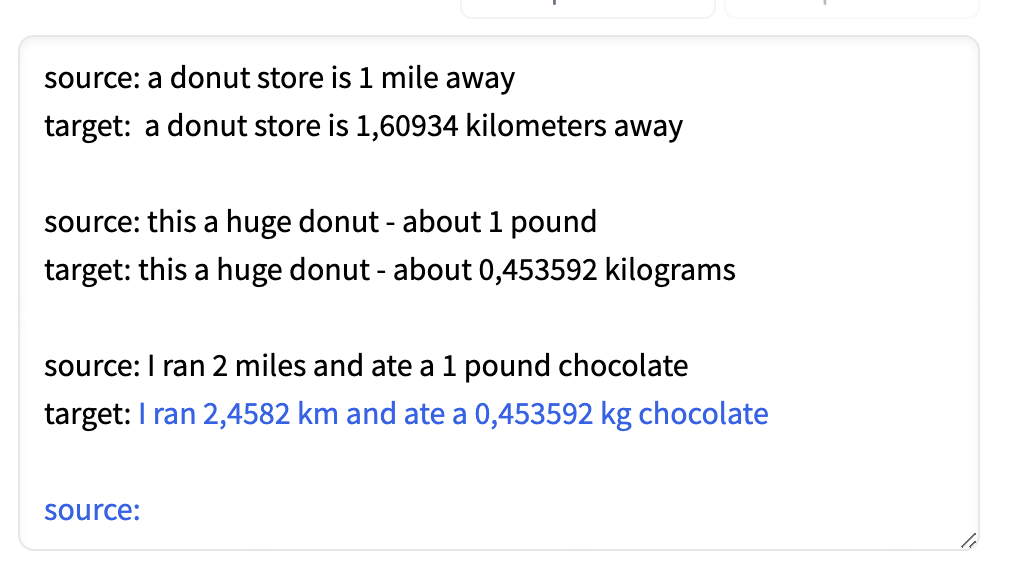 source: a donut store is 1 mile away
target:  a donut store is 1,60934 kilometers away
source: this a huge donut - about 1 pound
target: this a huge donut - about 0,453592 kilograms
source: I ran 2 miles and ate a 1 pound chocolate
target: I ran 2,4582 km and ate a 0,453592 kg chocolate
source: